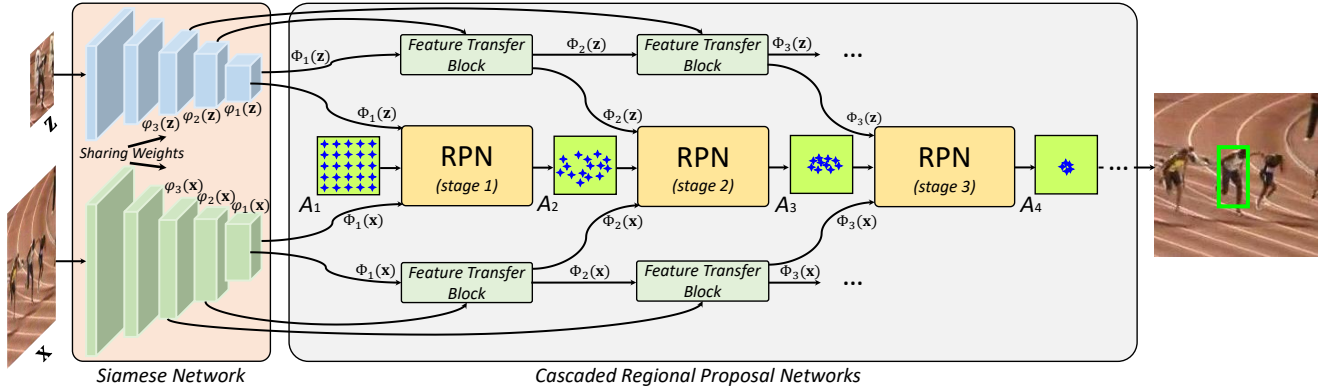 Feature Transfer
Block
Feature Transfer
Block
Φ₁(z)
Φ₂(z)
Φ₃(z)
...
z
φ₃(z)
φ₂(z)
φ₁(z)
Φ₁(z)
Φ₂(z)
Φ₃(z)
Sharing Weights
RPN
(stage 1)
RPN
(stage 2)
RPN
(stage 3)
...
A₁
A₂
A₃
A₄
φ₃(x)
φ₂(x)
φ₁(x)
Φ₁(x)
Φ₂(x)
Φ₃(x)
x
Φ₁(x)
Feature Transfer
Block
Φ₂(x)
Feature Transfer
Block
Φ₃(x)
...
Siamese Network
Cascaded Regional Proposal Networks